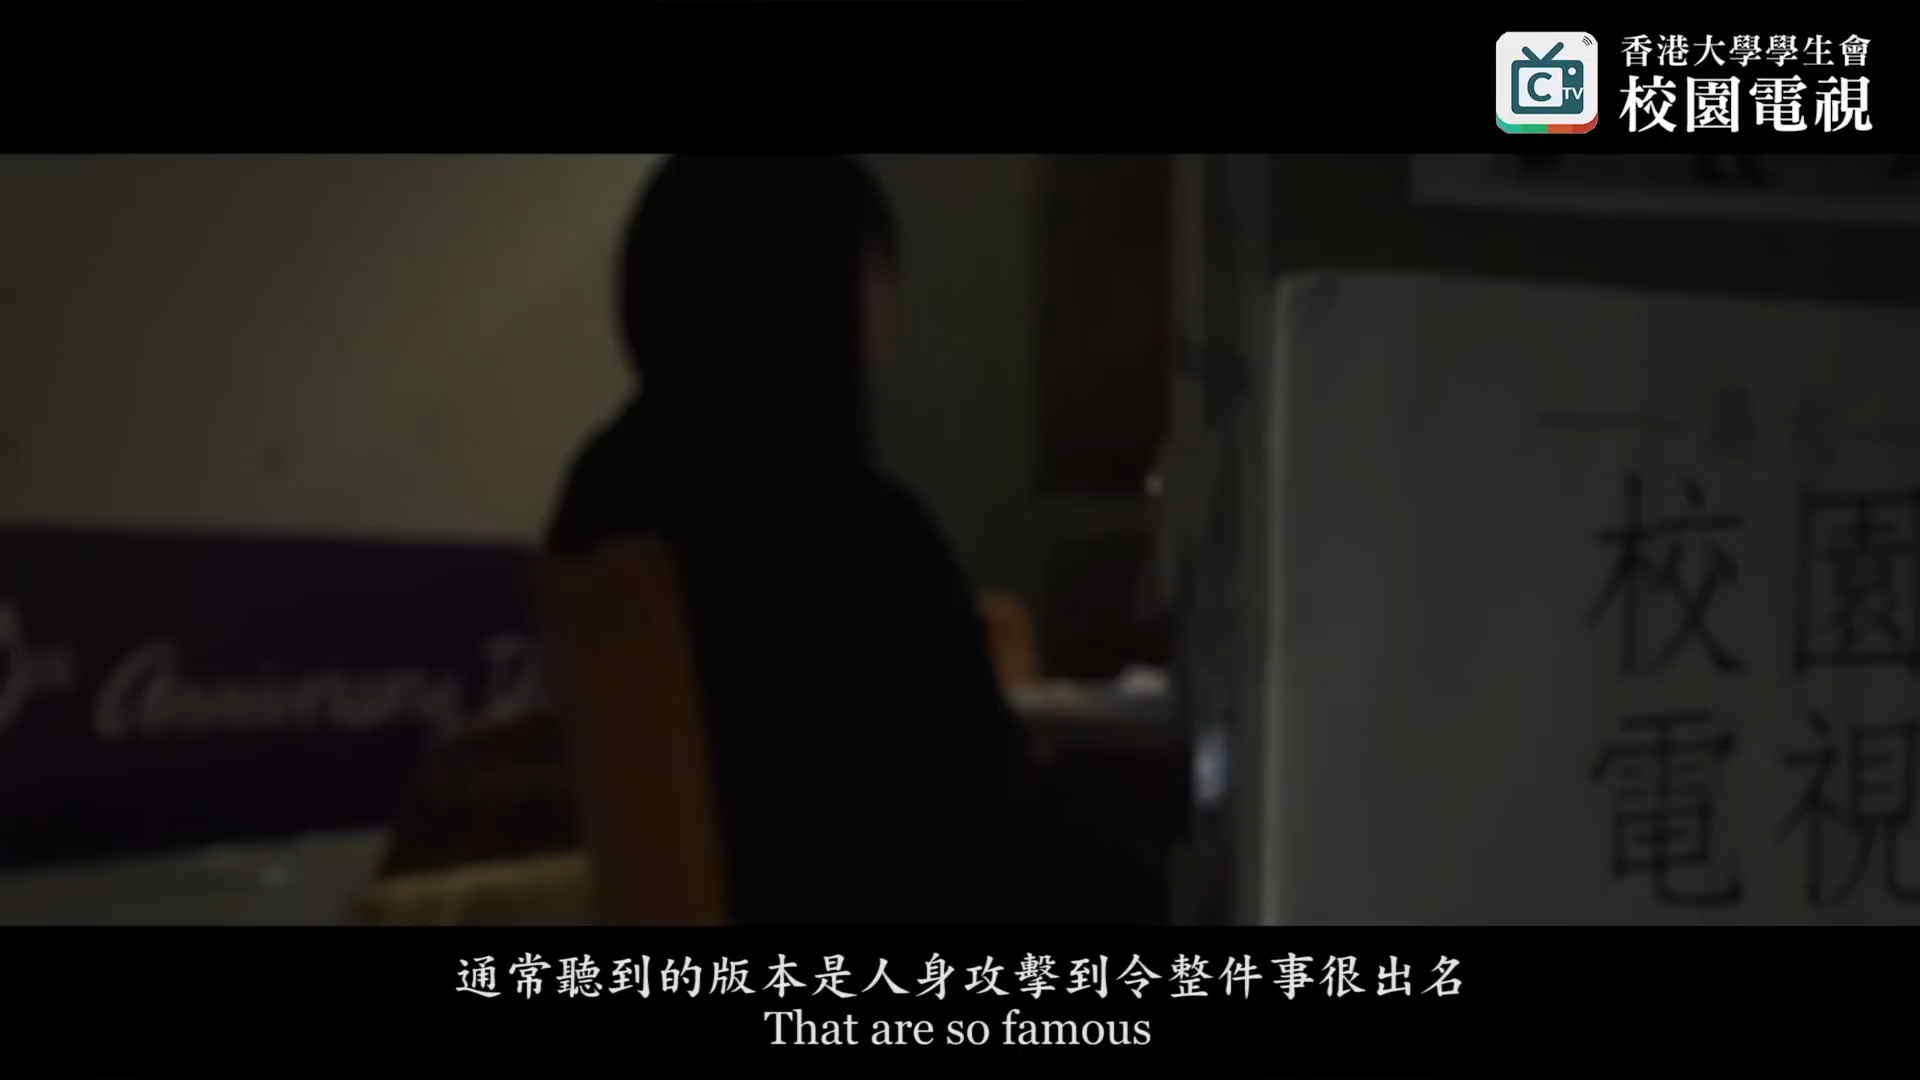 香港大學學生會
校園電視
C TV
Anniversary D
校園
電視
通常聽到的版本是人身攻擊到令整件事很出名
That are so famous